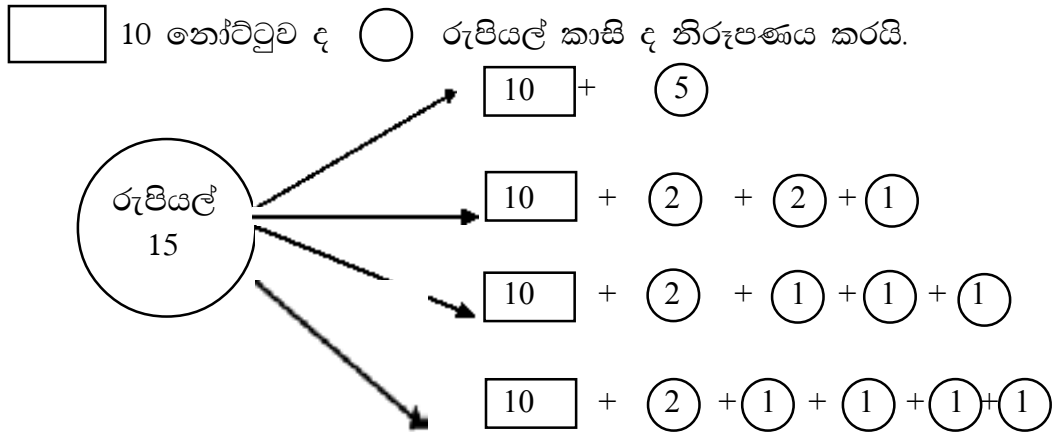 10 නෝට්ටුව ද රුපියල් කාසි ද නිරූපණය කරයි.
10 + 5
රුපියල්
15
10 + 2 + 2 + 1
10 + 2 + 1 + 1 + 1
10 + 2 + 1 + 1 + 1 + 1